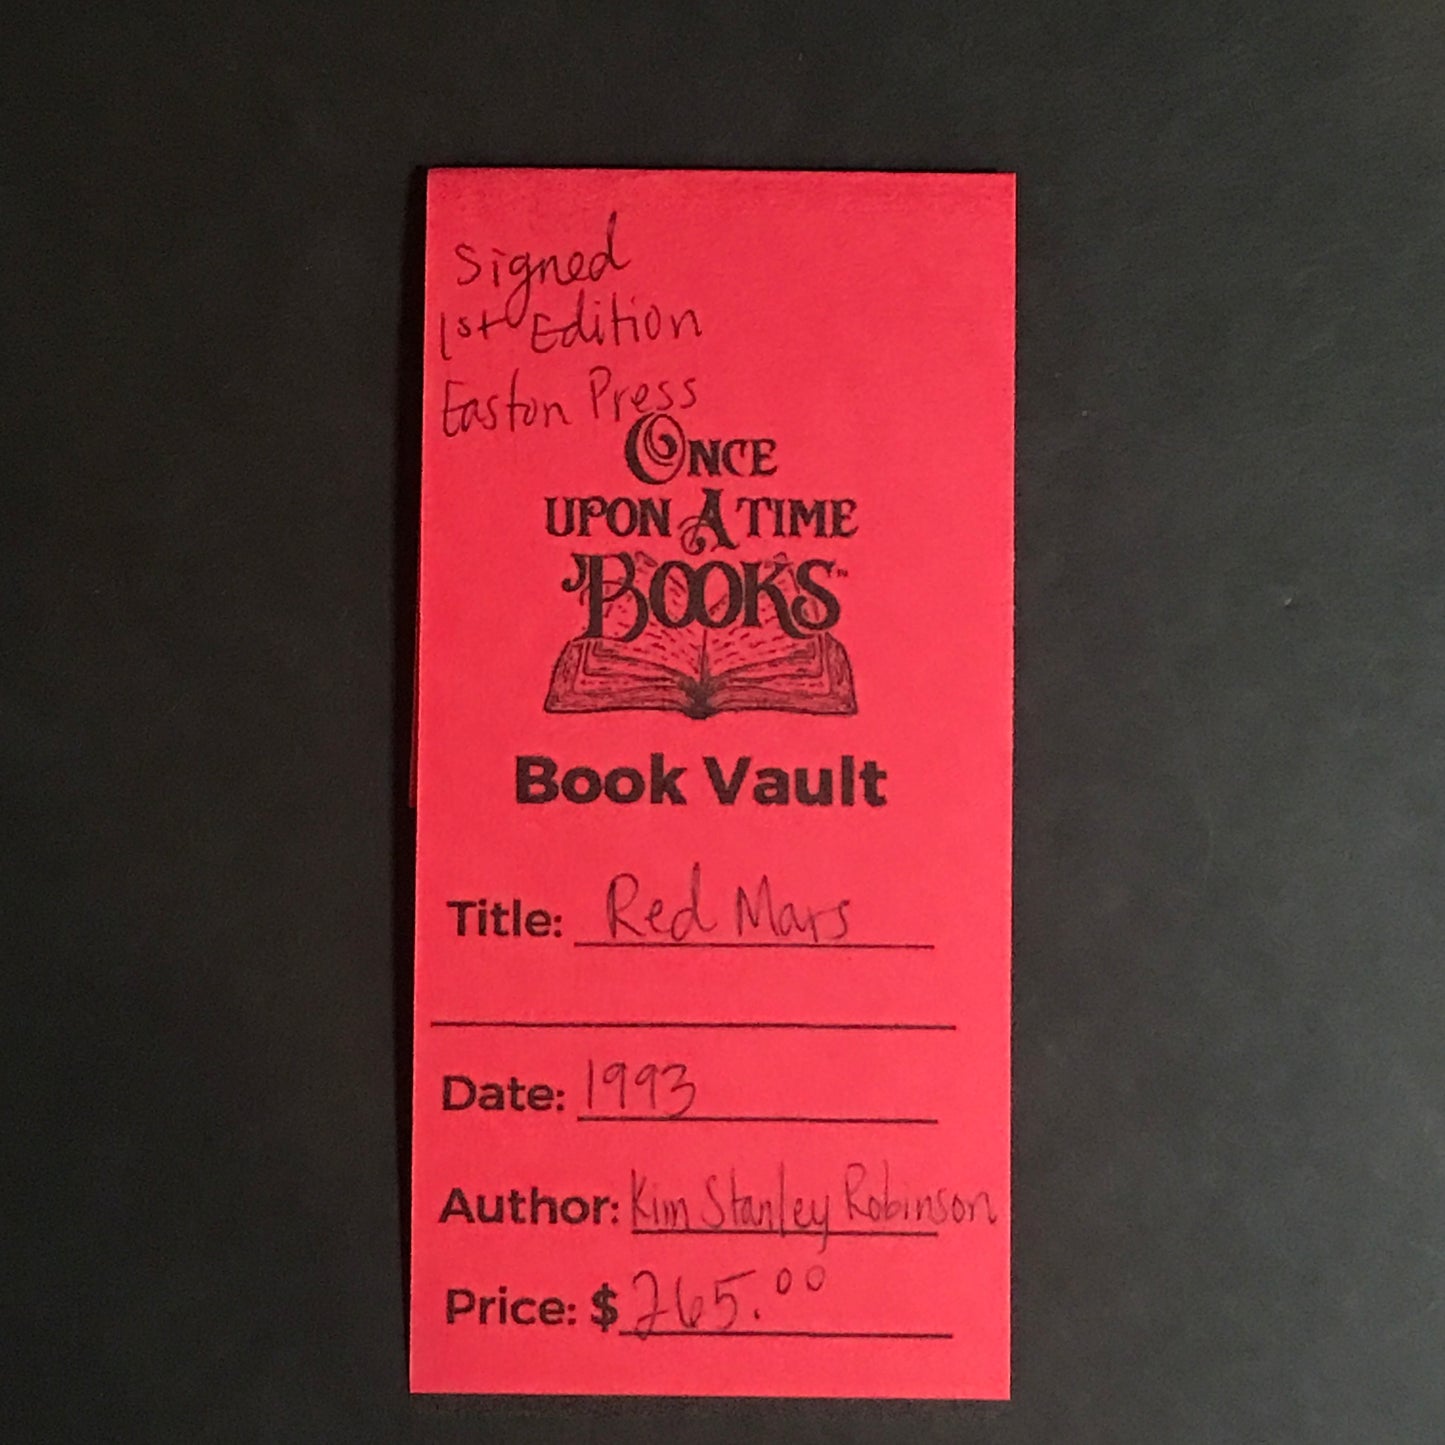 Signed
1st Edition
Easton Press
ONCE
UPON A TIME
BOOKS™
Book Vault
Title: Red Mars
Date: 1993
Author: Kim Stanley Robinson
Price: $265.00